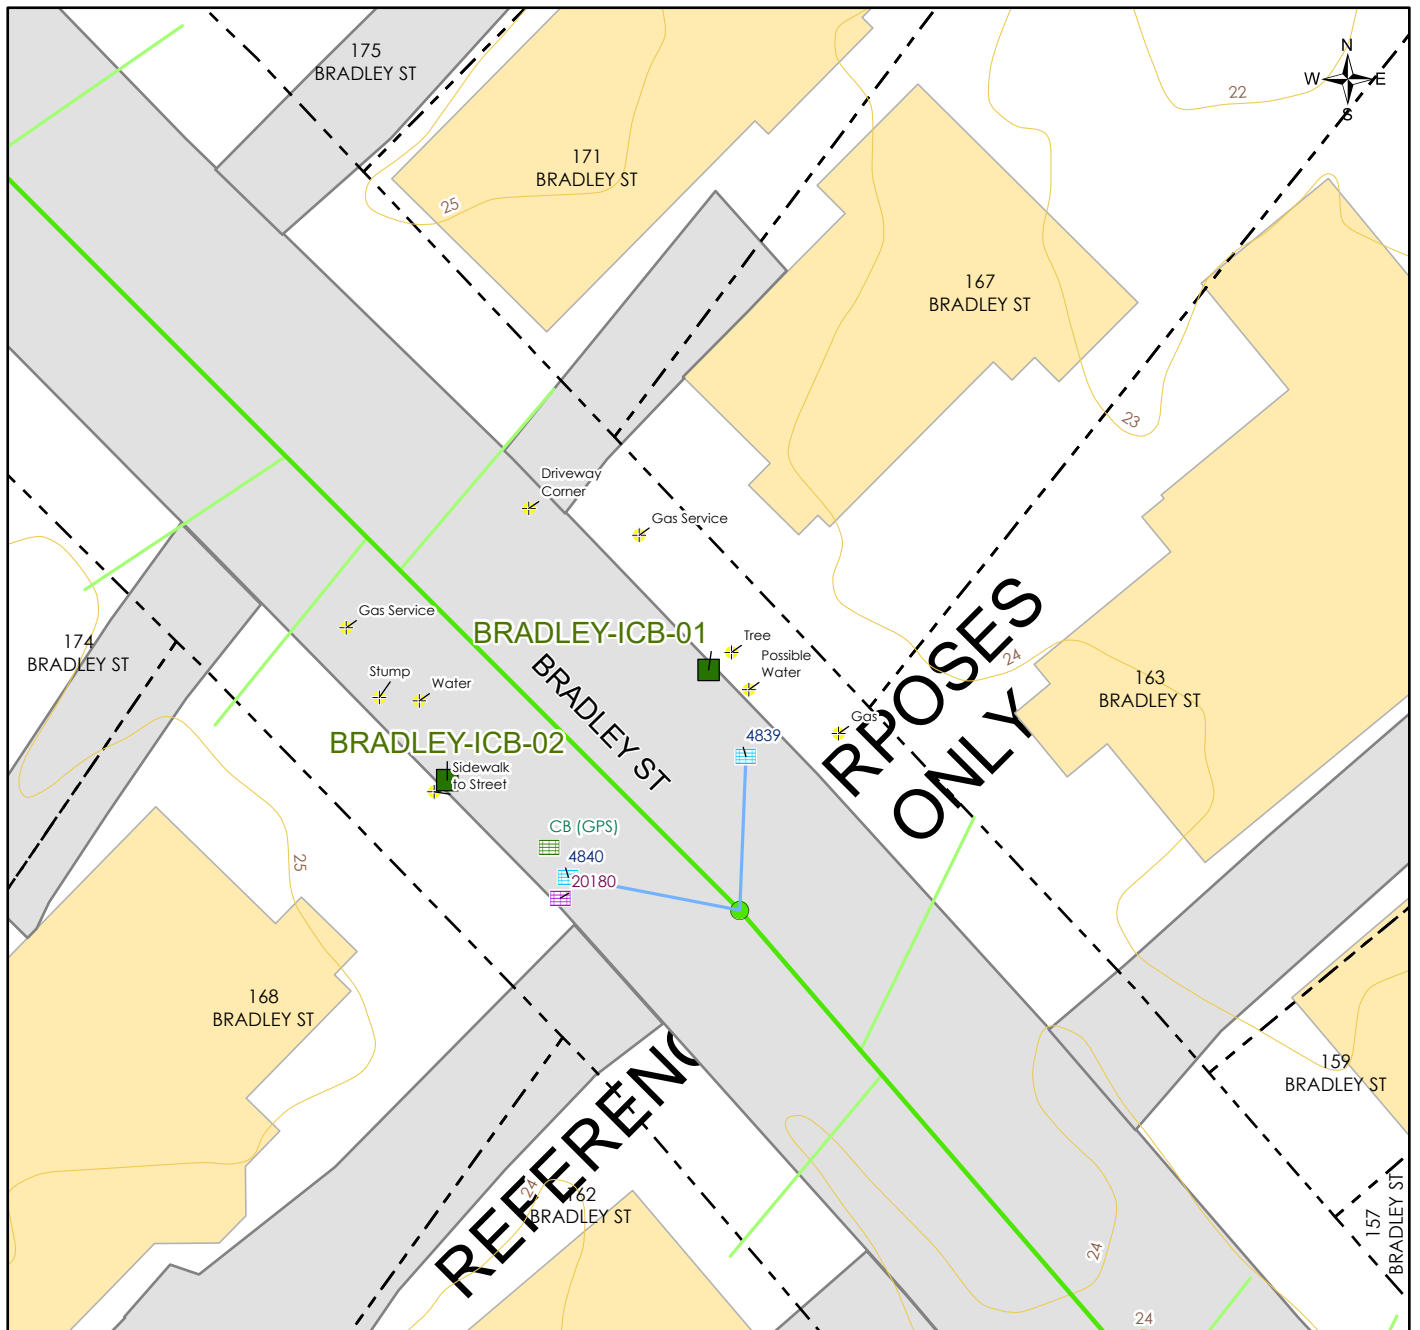 175
BRADLEY ST
N
W E
S
22
171
BRADLEY ST
25
167
BRADLEY ST
23
Driveway
Corner
Gas Service
Gas Service
BRADLEY-ICB-01
Tree
Possible
Water
174
BRADLEY ST
Stump
Water
BRADLEY ST
24
163
BRADLEY ST
RPOSES
ONLY
Gas
4839
BRADLEY-ICB-02
Sidewalk
to Street
CB (GPS)
4840
20180
25
168
BRADLEY ST
159
BRADLEY ST
REFERENC
24
162
BRADLEY ST
157
BRADLEY ST
24
24